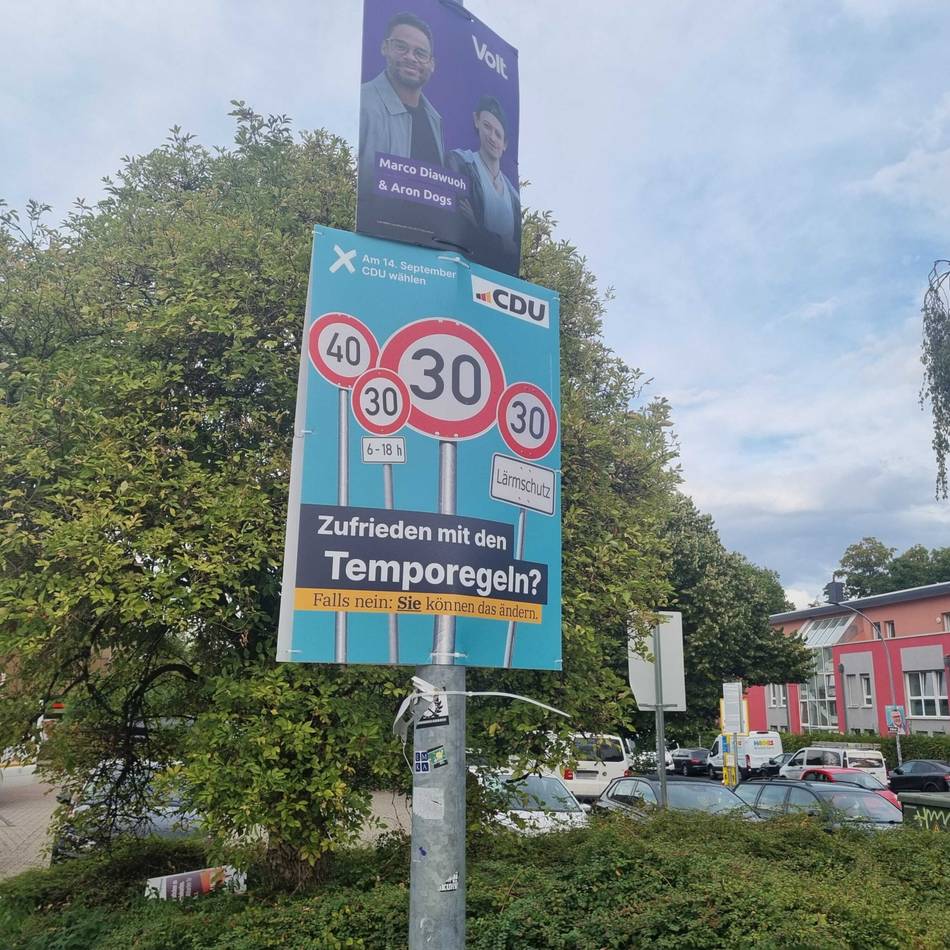 Volt
Marco Diawuoh
& Aron Dogs
Am 14. September
CDU wählen
CDU
40
30
30
6-18 h
30
Lärmschutz
Zufrieden mit den
Temporegeln?
Falls nein: Sie können das ändern.